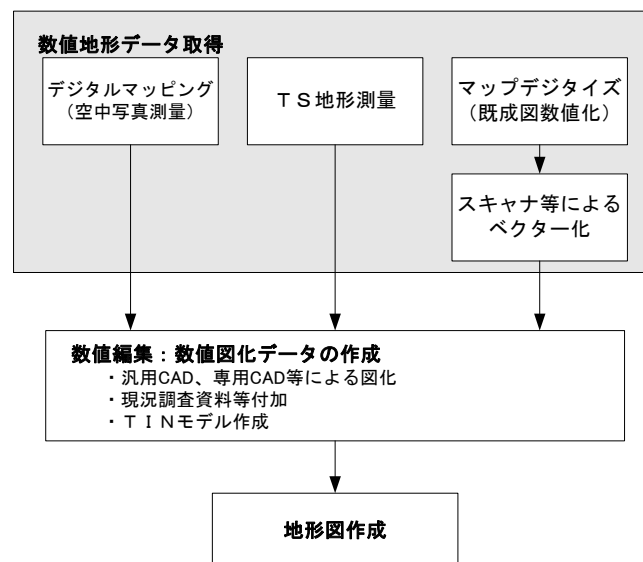 数値地形データ取得
デジタルマッピング
(空中写真測量)
TS地形測量
マップデジタイズ
(既成図数値化)
スキャナ等による
ベクター化
数値編集：数値図化データの作成
・汎用CAD、専用CAD等による図化
・現況調査資料等付加
・TINモデル作成
地形図作成